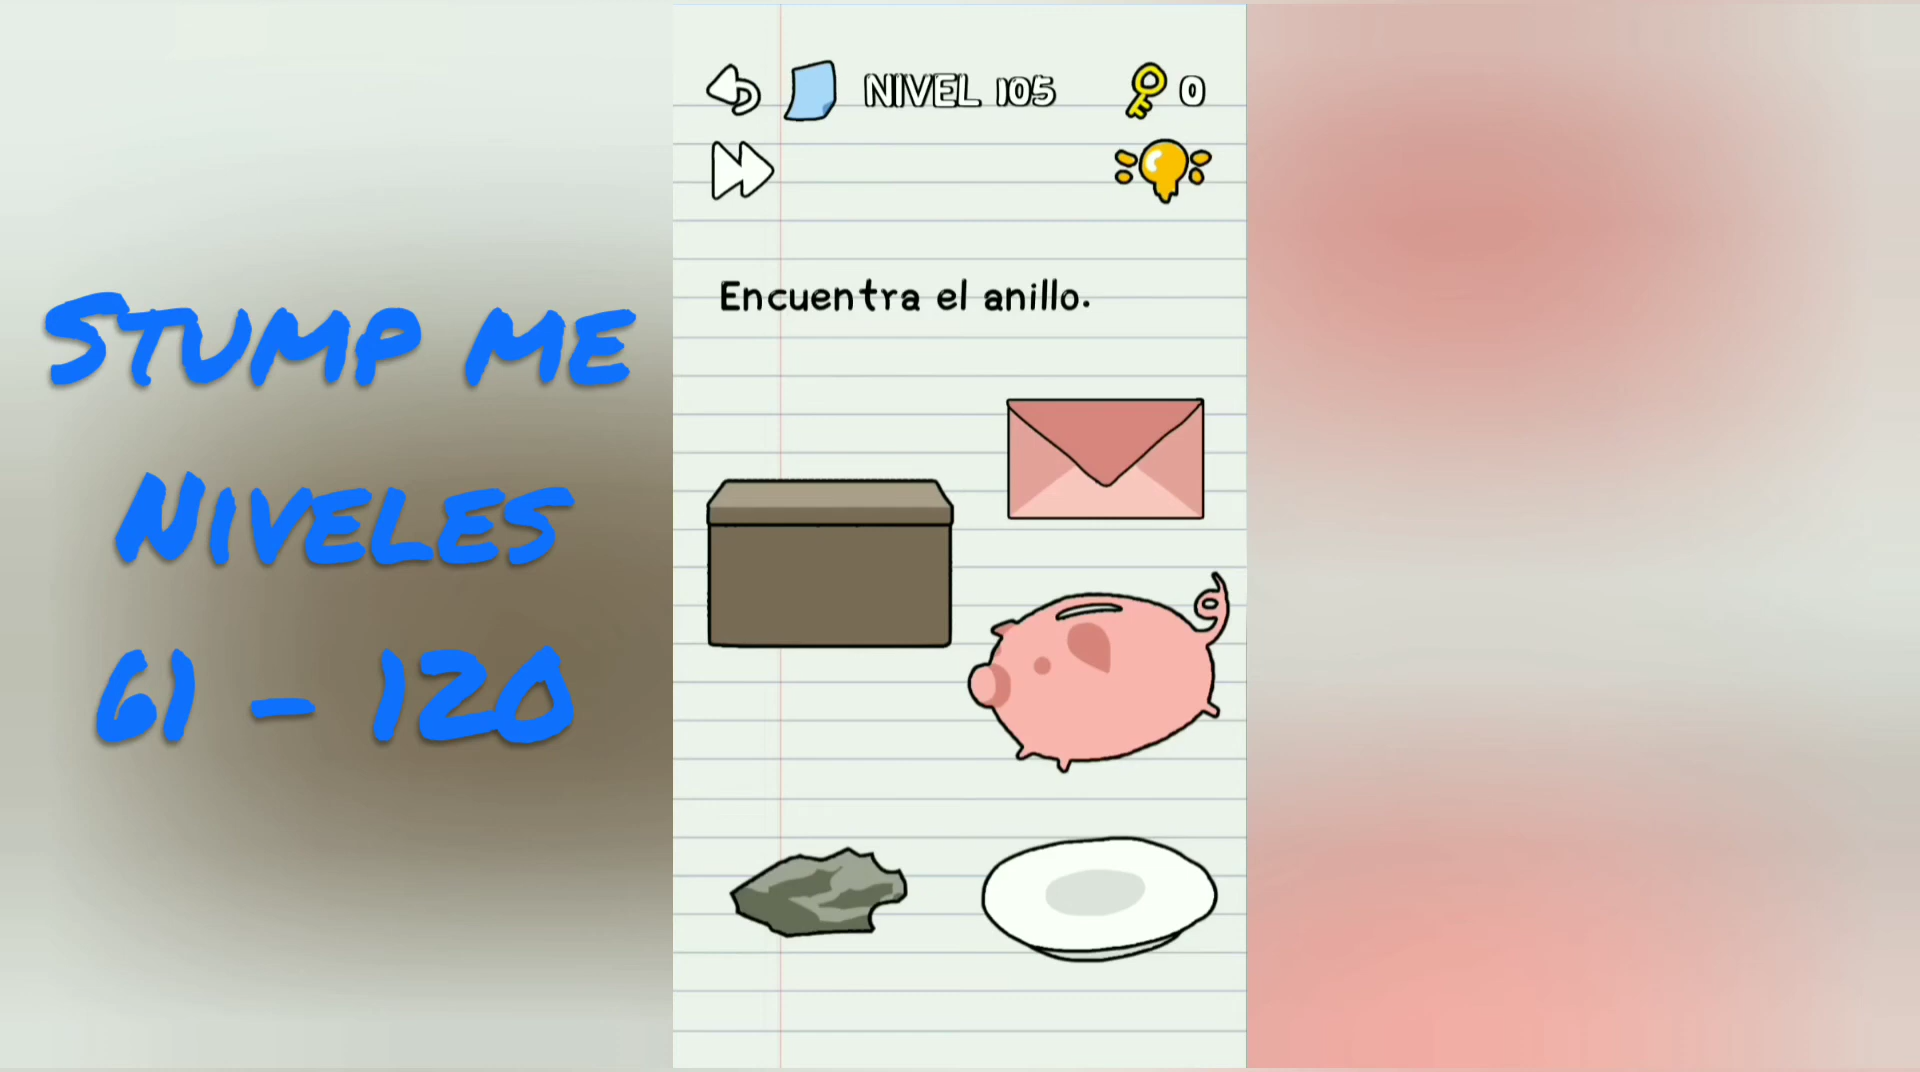 STUMP ME
NIVELES
61 - 120
NIVEL 105
0
Encuentra el anillo.